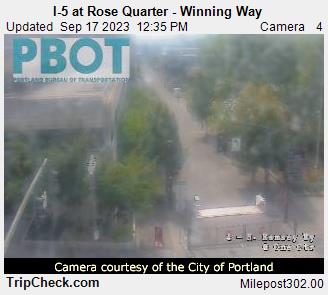 I-5 at Rose Quarter - Winning Way
Updated Sep 17 2023 12:35 PM Camera 4
PBOT
PORTLAND BUREAU OF TRANSPORTATION
Camera courtesy of the City of Portland
TripCheck.com Milepost302.00